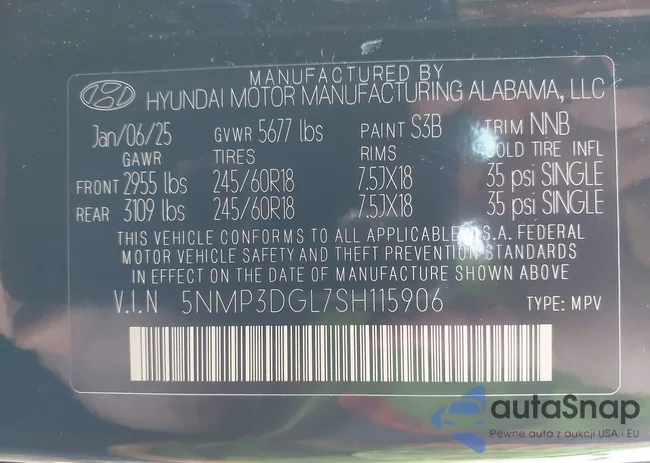 MANUFACTURED BY
HYUNDAI MOTOR MANUFACTURING ALABAMA, LLC
Jan/06/25 GVWR 5677 lbs PAINT S3B TRIM NNB
GAWR TIRES RIMS COLD TIRE INFL
FRONT 2955 lbs 245/60R18 7.5JX18 35 psi SINGLE
REAR 3109 lbs 245/60R18 7.5JX18 35 psi SINGLE
THIS VEHICLE CONFORMS TO ALL APPLICABLE U.S.A. FEDERAL
MOTOR VEHICLE SAFETY AND THEFT PREVENTION STANDARDS
IN EFFECT ON THE DATE OF MANUFACTURE SHOWN ABOVE
V.I.N 5NMP3DGL7SH115906 TYPE: MPV
autaSnap
Pewne auta z aukcji USA i EU